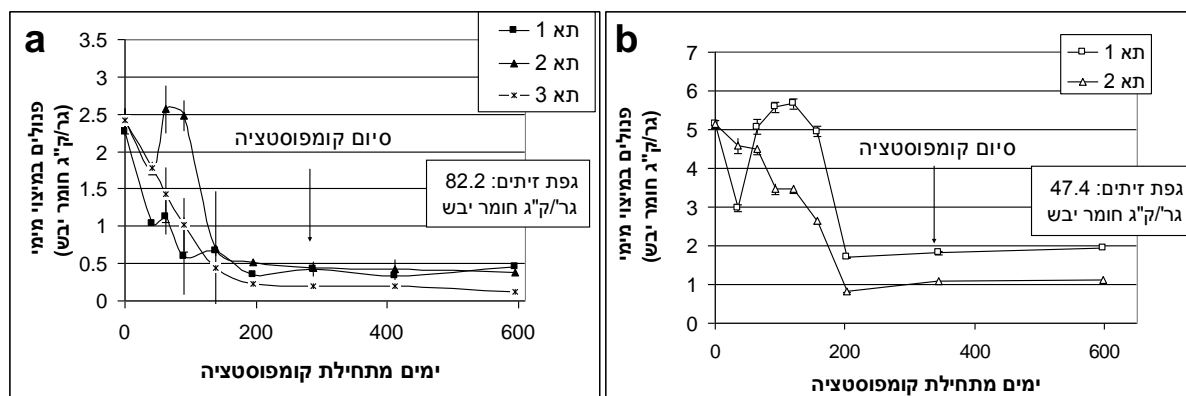 a
3.5
3
2.5
2
1.5
1
0.5
0
0
200
400
600
תא 1
תא 2
תא 3
סיום קומפוסטציה
גפת זיתים: 82.2
גר'/ק"ג חומר יבש
פנולים במיצוי מימי
(גר/ק"ג חומר יבש)
ימים מתחילת קומפוסטציה
b
7
6
5
4
3
2
1
0
0
200
400
600
תא 1
תא 2
סיום קומפוסטציה
גפת זיתים: 47.4
גר'/ק"ג חומר יבש
פנולים במיצוי מימי
(גר/ק"ג חומר יבש)
ימים מתחילת קומפוסטציה